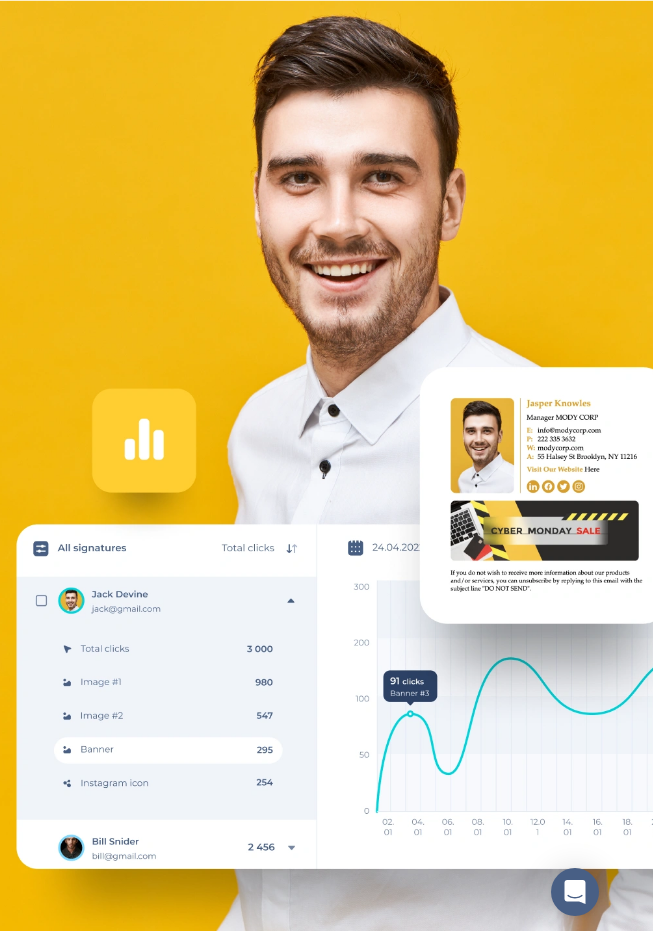 Jasper Knowles
Manager MODY CORP
E: info@modycorp.com
P: 222 335 3632
W: modycorp.com
A: 55 Halsey St Brooklyn, NY 11216
Visit Our Website Here
CYBER MONDAY SALE
If you do not wish to receive more information about our products
and/or services, you can unsubscribe by replying to this email with the
subject line "DO NOT SEND".
All signatures
Total clicks
Jack Devine
jack@gmail.com
Total clicks 3 000
Image #1 980
Image #2 547
Banner 295
Instagram icon 254
Bill Snider
bill@gmail.com
2 456
24.04.202
300
200
100
50
0
91 clicks
Banner #3
02. 04. 06. 08. 10. 12.0 14. 16. 18.
01 01 01 01 01 1 01 01 01